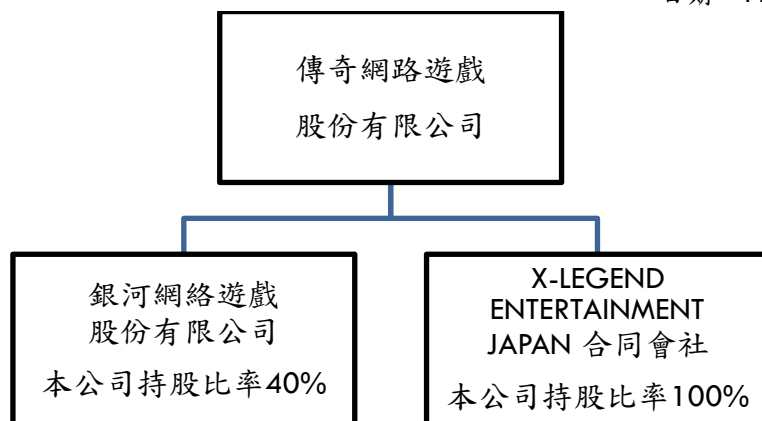 傳奇網路遊戲
股份有限公司
銀河網絡遊戲
股份有限公司
本公司持股比率40%
X-LEGEND
ENTERTAINMENT
JAPAN 合同會社
本公司持股比率100%